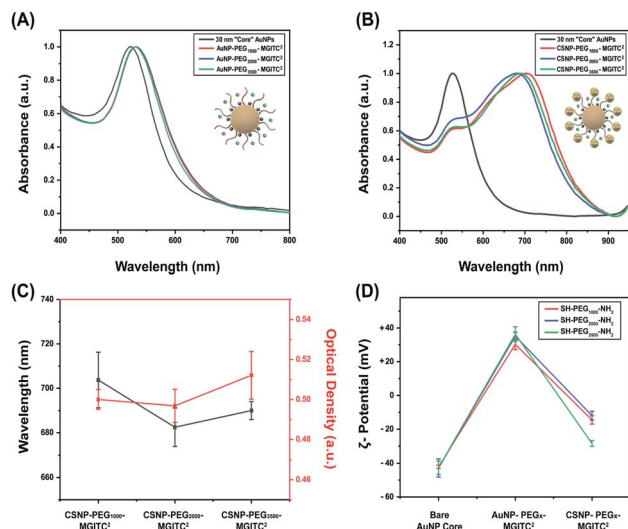 (A)
1.0
0.8
0.6
0.4
0.2
0.0
Absorbance (a.u.)
400
500
600
700
800
Wavelength (nm)
30 nm "Core" AuNPs
AuNP-PEG1000- MGITC²
AuNP-PEG2000- MGITC²
AuNP-PEG3500- MGITC²
(B)
1.0
0.8
0.6
0.4
0.2
0.0
Absorbance (a.u.)
400
500
600
700
800
900
Wavelength (nm)
30 nm "Core" AuNPs
CSNP-PEG1000- MGITC²
CSNP-PEG2000- MGITC²
CSNP-PEG3500- MGITC²
(C)
740
720
700
680
660
Wavelength (nm)
0.54
0.52
0.50
0.48
0.46
Optical Density (a.u.)
CSNP-PEG1000-
MGITC²
CSNP-PEG2000-
MGITC²
CSNP-PEG3500-
MGITC²
(D)
+40
+20
0
-20
-40
-60
ζ- Potential (mV)
SH-PEG1000-NH2
SH-PEG2000-NH2
SH-PEG3500-NH2
Bare
AuNP Core
AuNP- PEGX-
MGITC²
CSNP- PEGX-
MGITC²